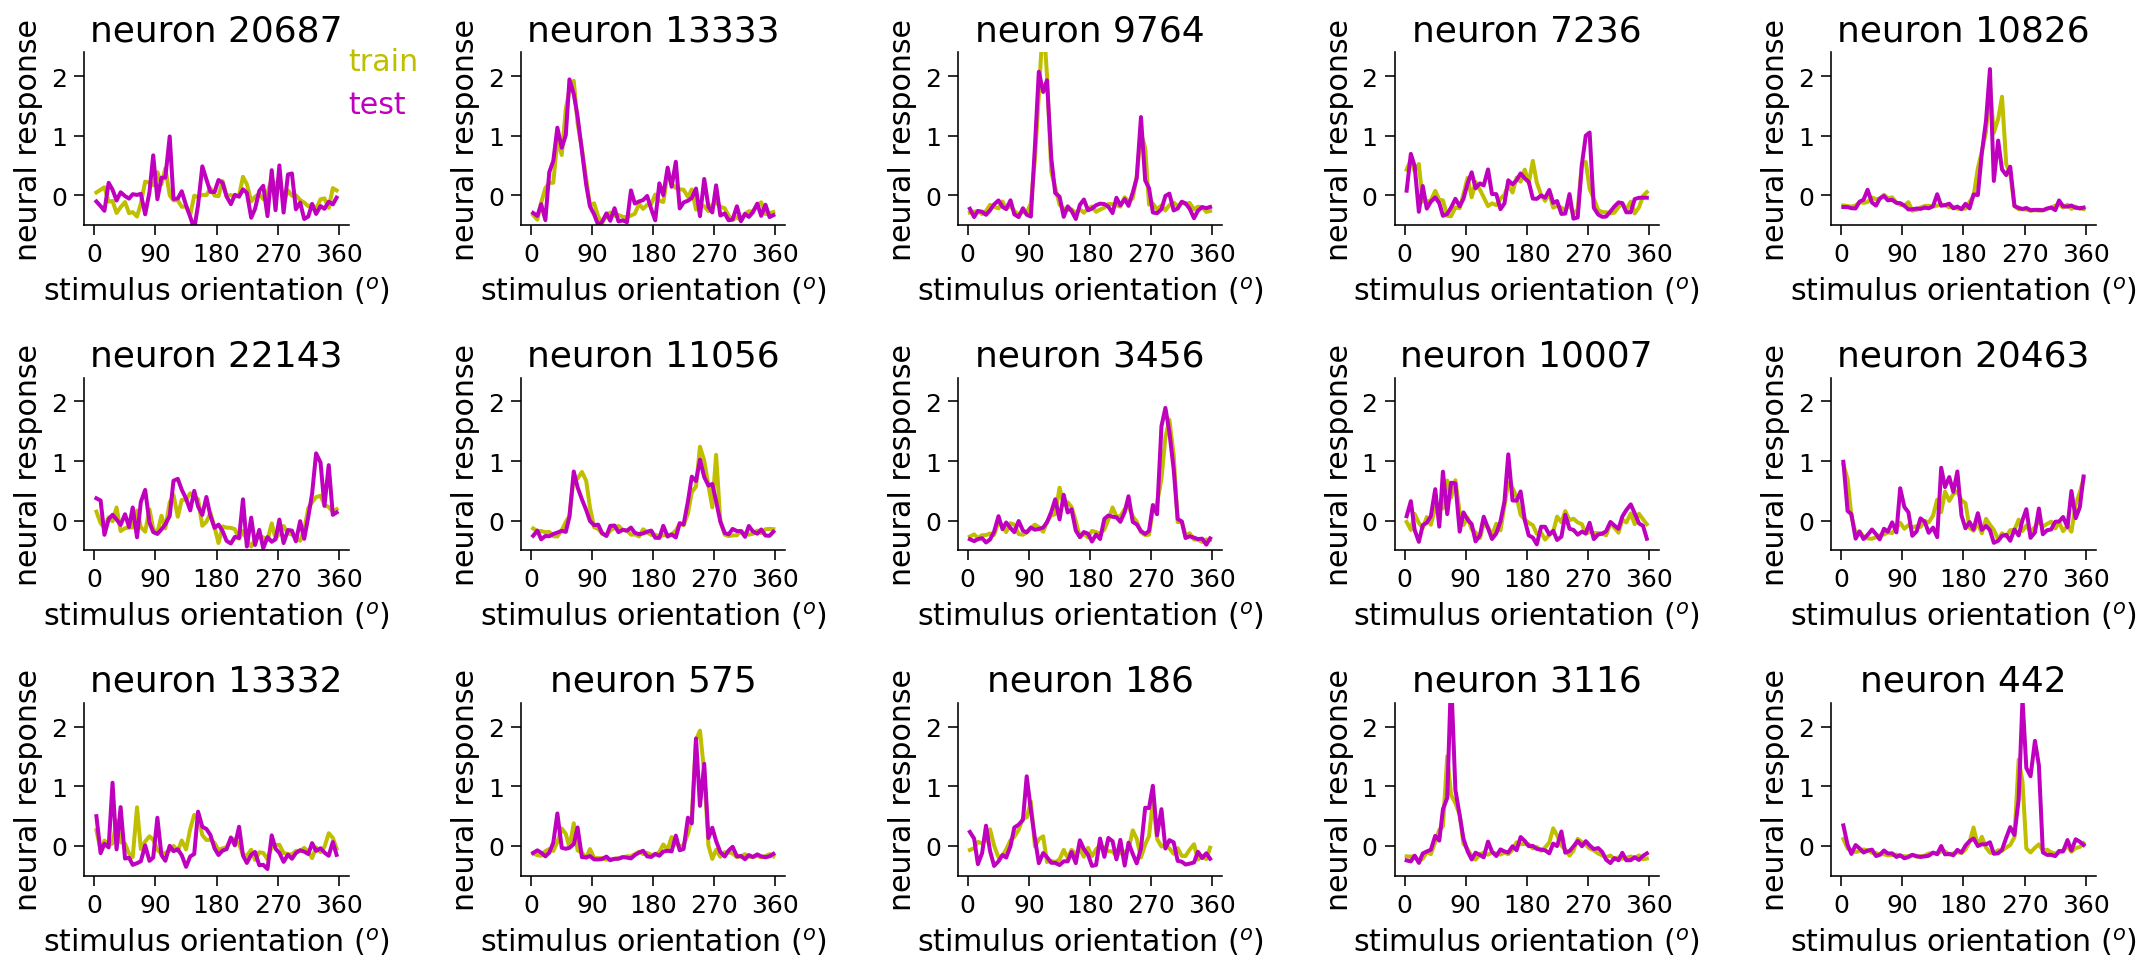 neuron 20687
train
test
neural response
2
1
0
0 90 180 270 360
stimulus orientation (o)
neuron 13333
neural response
2
1
0
0 90 180 270 360
stimulus orientation (o)
neuron 9764
neural response
2
1
0
0 90 180 270 360
stimulus orientation (o)
neuron 7236
neural response
2
1
0
0 90 180 270 360
stimulus orientation (o)
neuron 10826
neural response
2
1
0
0 90 180 270 360
stimulus orientation (o)
neuron 22143
neural response
2
1
0
0 90 180 270 360
stimulus orientation (o)
neuron 11056
neural response
2
1
0
0 90 180 270 360
stimulus orientation (o)
neuron 3456
neural response
2
1
0
0 90 180 270 360
stimulus orientation (o)
neuron 10007
neural response
2
1
0
0 90 180 270 360
stimulus orientation (o)
neuron 20463
neural response
2
1
0
0 90 180 270 360
stimulus orientation (o)
neuron 13332
neural response
2
1
0
0 90 180 270 360
stimulus orientation (o)
neuron 575
neural response
2
1
0
0 90 180 270 360
stimulus orientation (o)
neuron 186
neural response
2
1
0
0 90 180 270 360
stimulus orientation (o)
neuron 3116
neural response
2
1
0
0 90 180 270 360
stimulus orientation (o)
neuron 442
neural response
2
1
0
0 90 180 270 360
stimulus orientation (o)